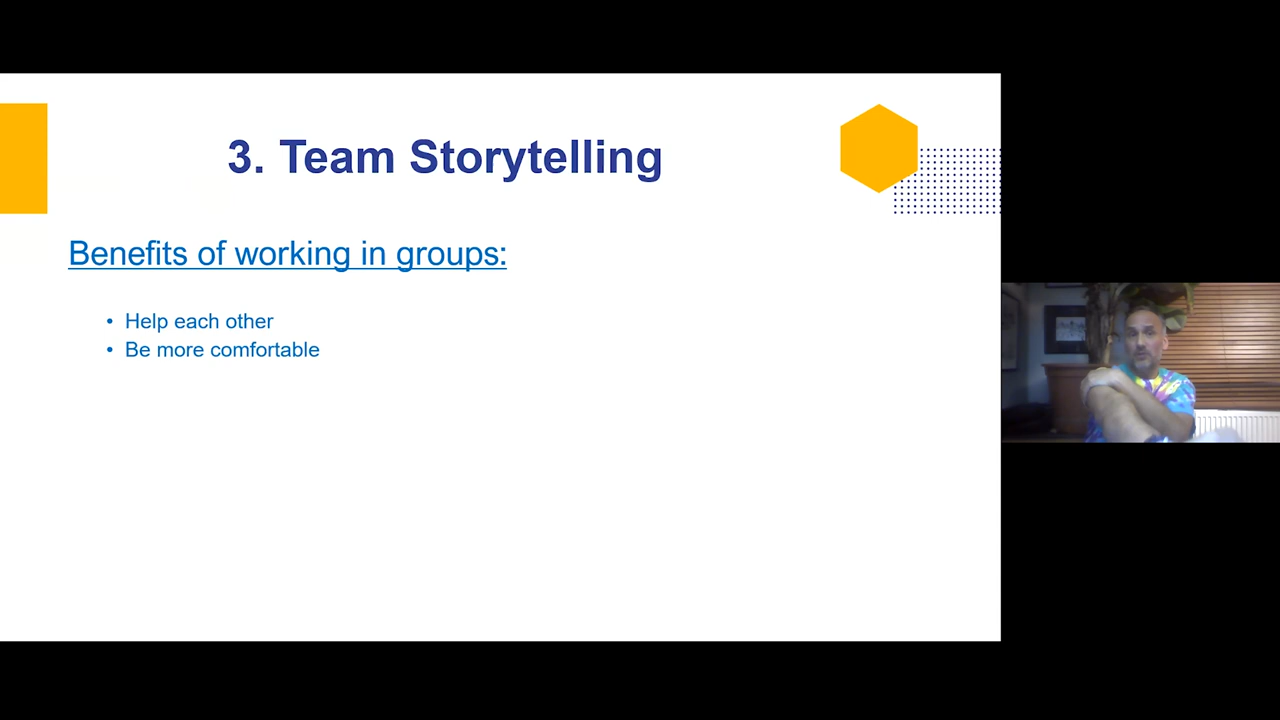 3. Team Storytelling
Benefits of working in groups:
• Help each other
• Be more comfortable